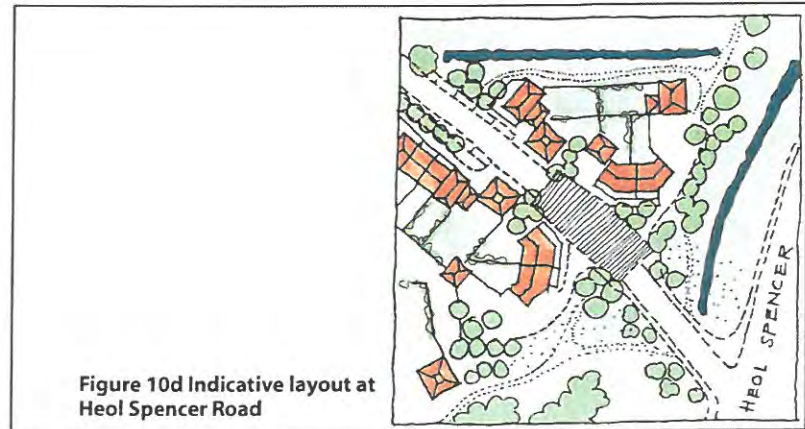 HEOL SPENCER
Figure 10d Indicative layout at
Heol Spencer Road